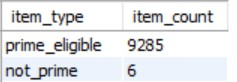 item_type item_count
prime_eligible 9285
not_prime 6